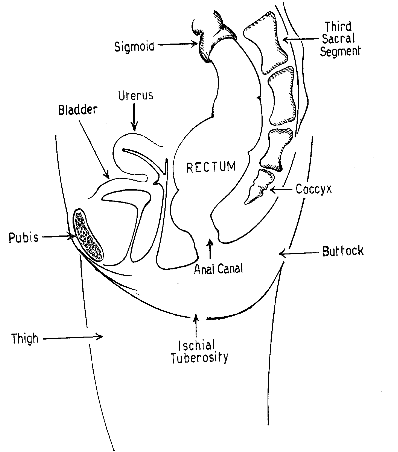 Third
Sacral
Segment
Sigmoid
Uterus
Bladder
RECTUM
Coccyx
Pubis
Anal Canal
Buttock
Thigh
Ischial
Tuberosity